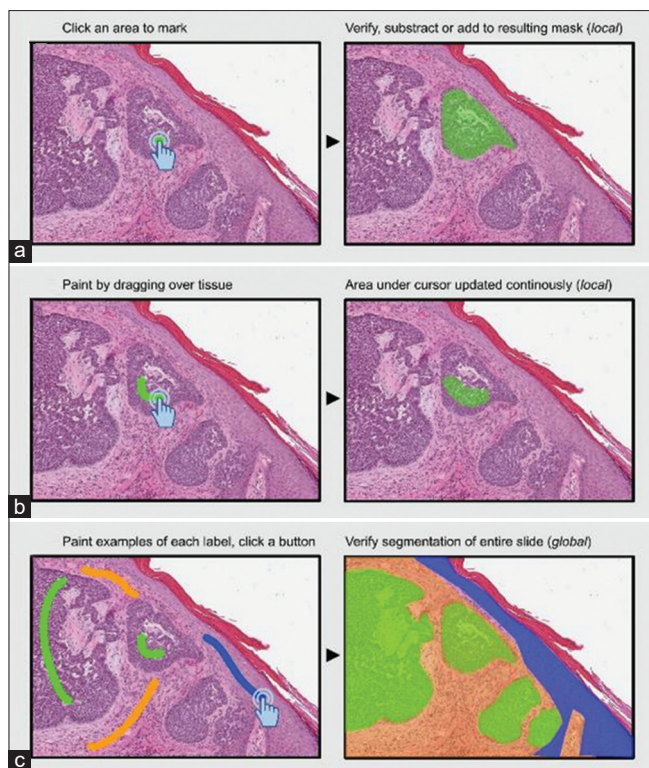 Click an area to mark
Verify, substract or add to resulting mask (local)
a
Paint by dragging over tissue
Area under cursor updated continously (local)
b
Paint examples of each label, click a button
Verify segmentation of entire slide (global)
c